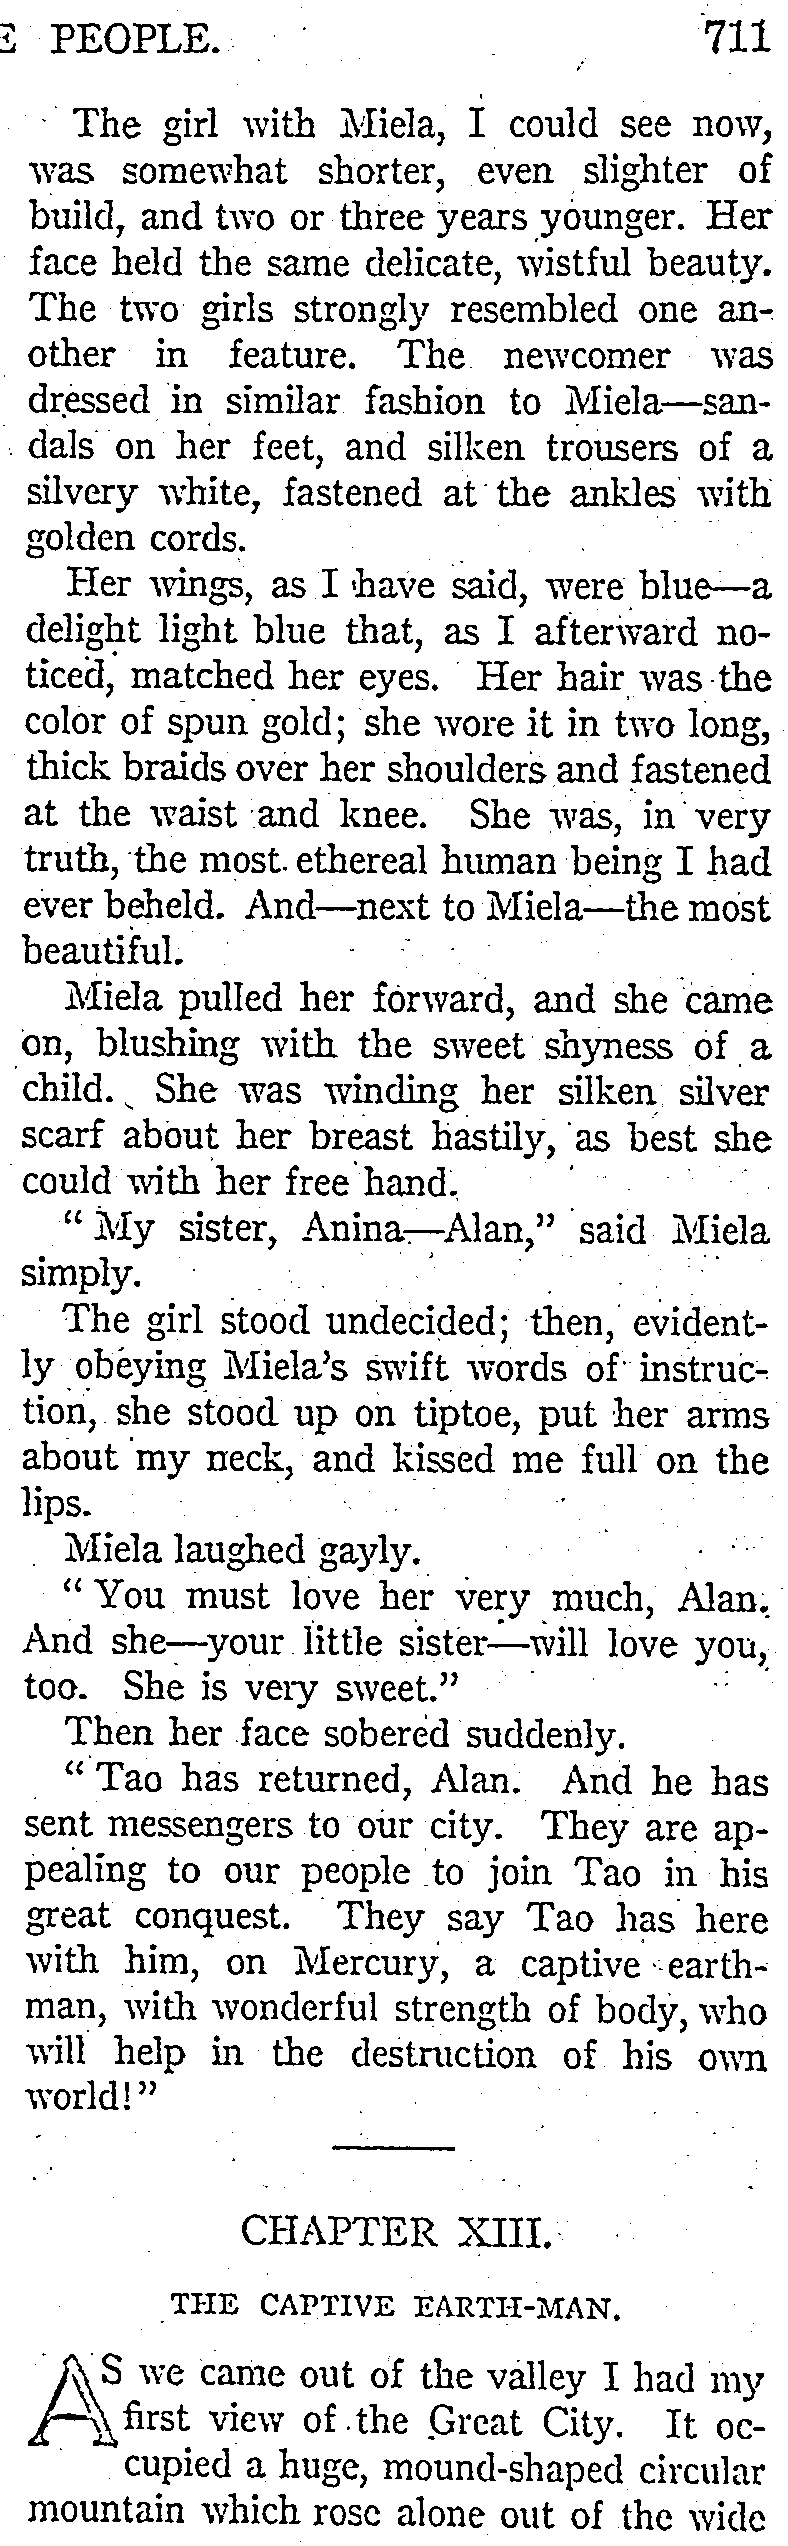 E PEOPLE. 711
The girl with Miela, I could see now,
was somewhat shorter, even slighter of
build, and two or three years younger. Her
face held the same delicate, wistful beauty.
The two girls strongly resembled one an-
other in feature. The newcomer was
dressed in similar fashion to Miela—san-
dals on her feet, and silken trousers of a
silvery white, fastened at the ankles with
golden cords.
Her wings, as I have said, were blue—a
delight light blue that, as I afterward no-
ticed, matched her eyes. Her hair was the
color of spun gold; she wore it in two long,
thick braids over her shoulders and fastened
at the waist and knee. She was, in very
truth, the most ethereal human being I had
ever beheld. And—next to Miela—the most
beautiful.
Miela pulled her forward, and she came
on, blushing with the sweet shyness of a
child. She was winding her silken silver
scarf about her breast hastily, as best she
could with her free hand.
“ My sister, Anina—Alan,” said Miela
simply.
The girl stood undecided; then, evident-
ly obeying Miela’s swift words of instruc-
tion, she stood up on tiptoe, put her arms
about my neck, and kissed me full on the
lips.
Miela laughed gayly.
“ You must love her very much, Alan.
And she—your little sister—will love you,
too. She is very sweet.”
Then her face sobered suddenly.
“ Tao has returned, Alan. And he has
sent messengers to our city. They are ap-
pealing to our people to join Tao in his
great conquest. They say Tao has here
with him, on Mercury, a captive earth-
man, with wonderful strength of body, who
will help in the destruction of his own
world!”
CHAPTER XIII.
THE CAPTIVE EARTH-MAN.
AS we came out of the valley I had my
first view of the Great City. It oc-
cupied a huge, mound-shaped circular
mountain which rose alone out of the wide